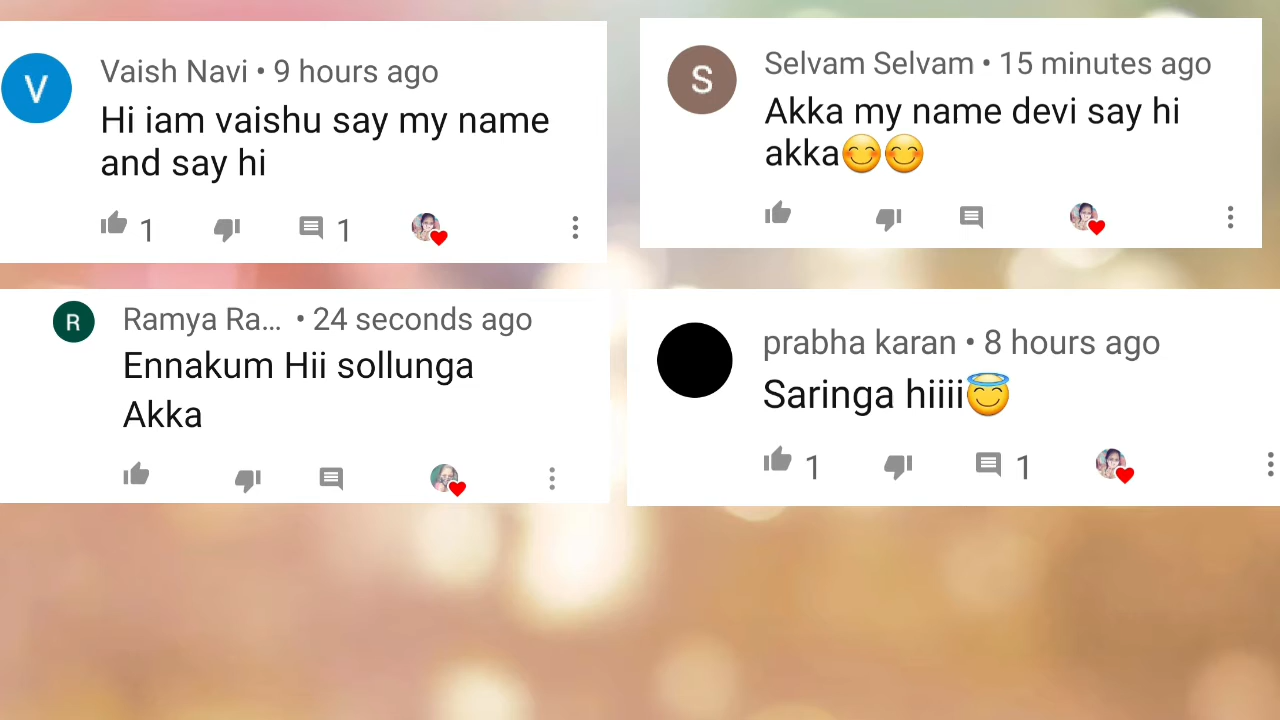 V
Vaish Navi • 9 hours ago
Hi iam vaishu say my name
and say hi
1
1
S
Selvam Selvam • 15 minutes ago
Akka my name devi say hi
akka😊😊
R
Ramya Ra... • 24 seconds ago
Ennakum Hii sollunga
Akka
prabha karan • 8 hours ago
Saringa hiiii😇
1
1